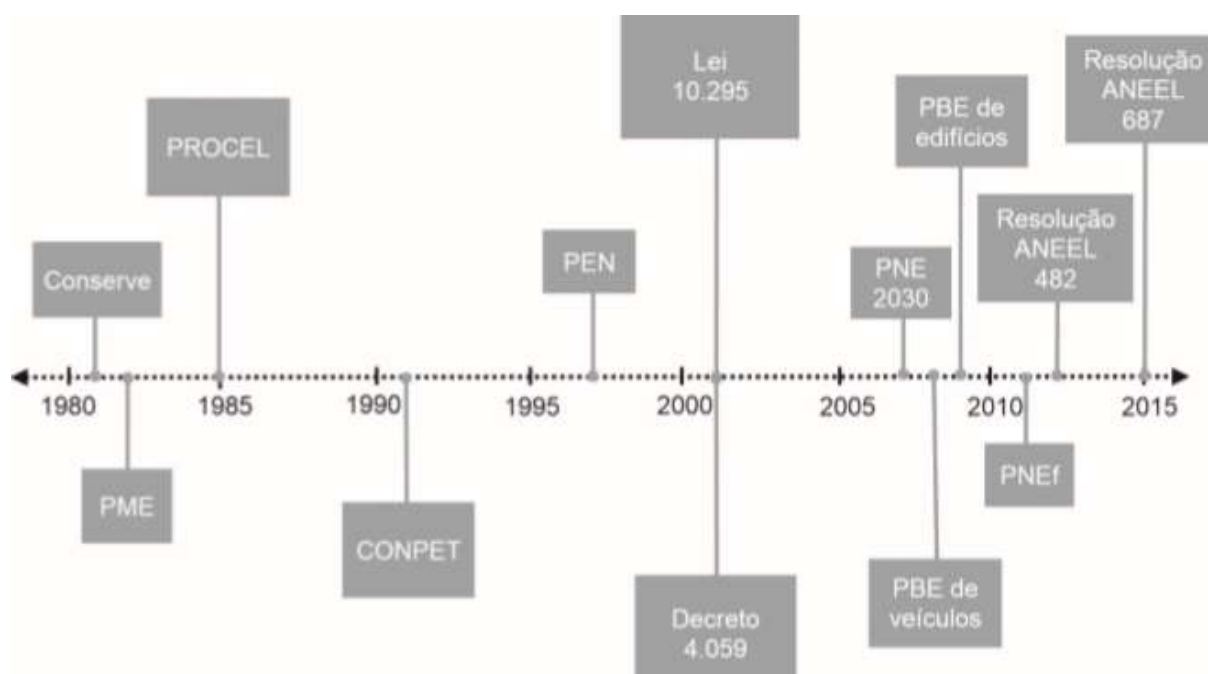 Lei
10.295
Resolução
ANEEL
687
PBE de
edifícios
PROCEL
Resolução
ANEEL
482
Conserve
PEN
PNE
2030
1980
1985
1990
1995
2000
2005
2010
2015
PME
CONPET
PNEf
PBE de
veículos
Decreto
4.059